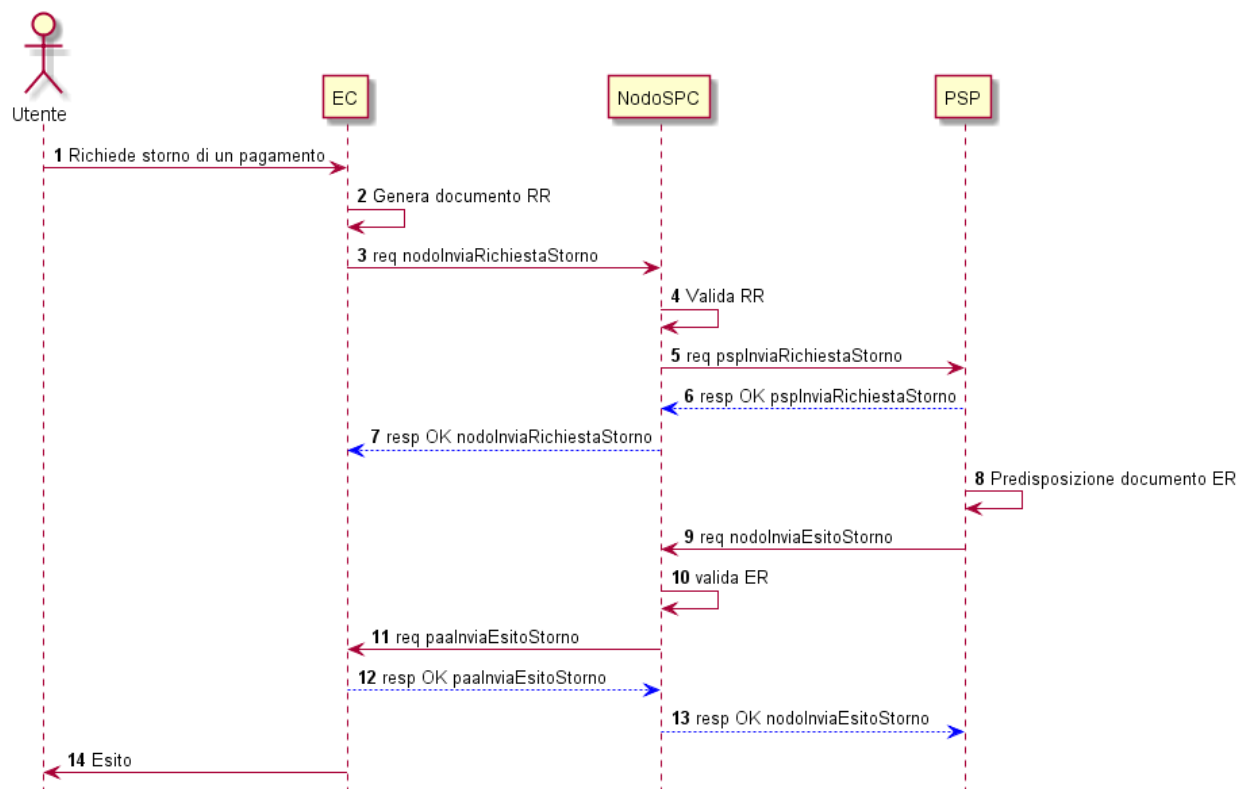 Utente
EC
NodoSPC
PSP
1 Richiede storno di un pagamento
2 Genera documento RR
3 req nodoInviaRichiestaStorno
4 Valida RR
5 req pspInviaRichiestaStorno
6 resp OK pspInviaRichiestaStorno
7 resp OK nodoInviaRichiestaStorno
8 Predisposizione documento ER
9 req nodoInviaEsitoStorno
10 valida ER
11 req paaInviaEsitoStorno
12 resp OK paaInviaEsitoStorno
13 resp OK nodoInviaEsitoStorno
14 Esito